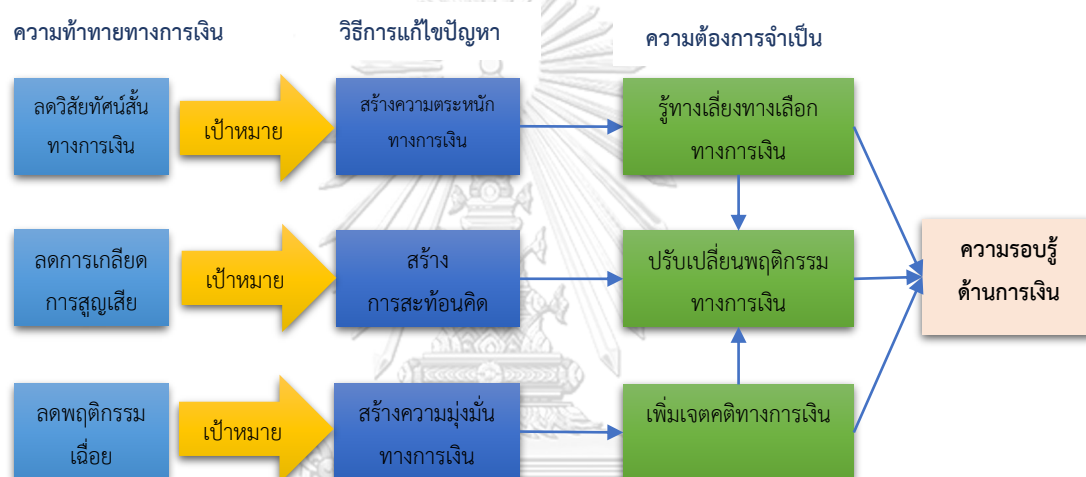 ความท้าทายทางการเงิน
วิธีการแก้ไขปัญหา
ความต้องการจำเป็น
ลดวิสัยทัศน์สั้น
ทางการเงิน
เป้าหมาย
สร้างความตระหนัก
ทางการเงิน
รู้ทางเลี่ยงทางเลือก
ทางการเงิน
ลดการเกลียด
การสูญเสีย
เป้าหมาย
สร้าง
การสะท้อนคิด
ปรับเปลี่ยนพฤติกรรม
ทางการเงิน
ความรอบรู้
ด้านการเงิน
ลดพฤติกรรม
เฉื่อย
เป้าหมาย
สร้างความมุ่งมั่น
ทางการเงิน
เพิ่มเจตคติทางการเงิน